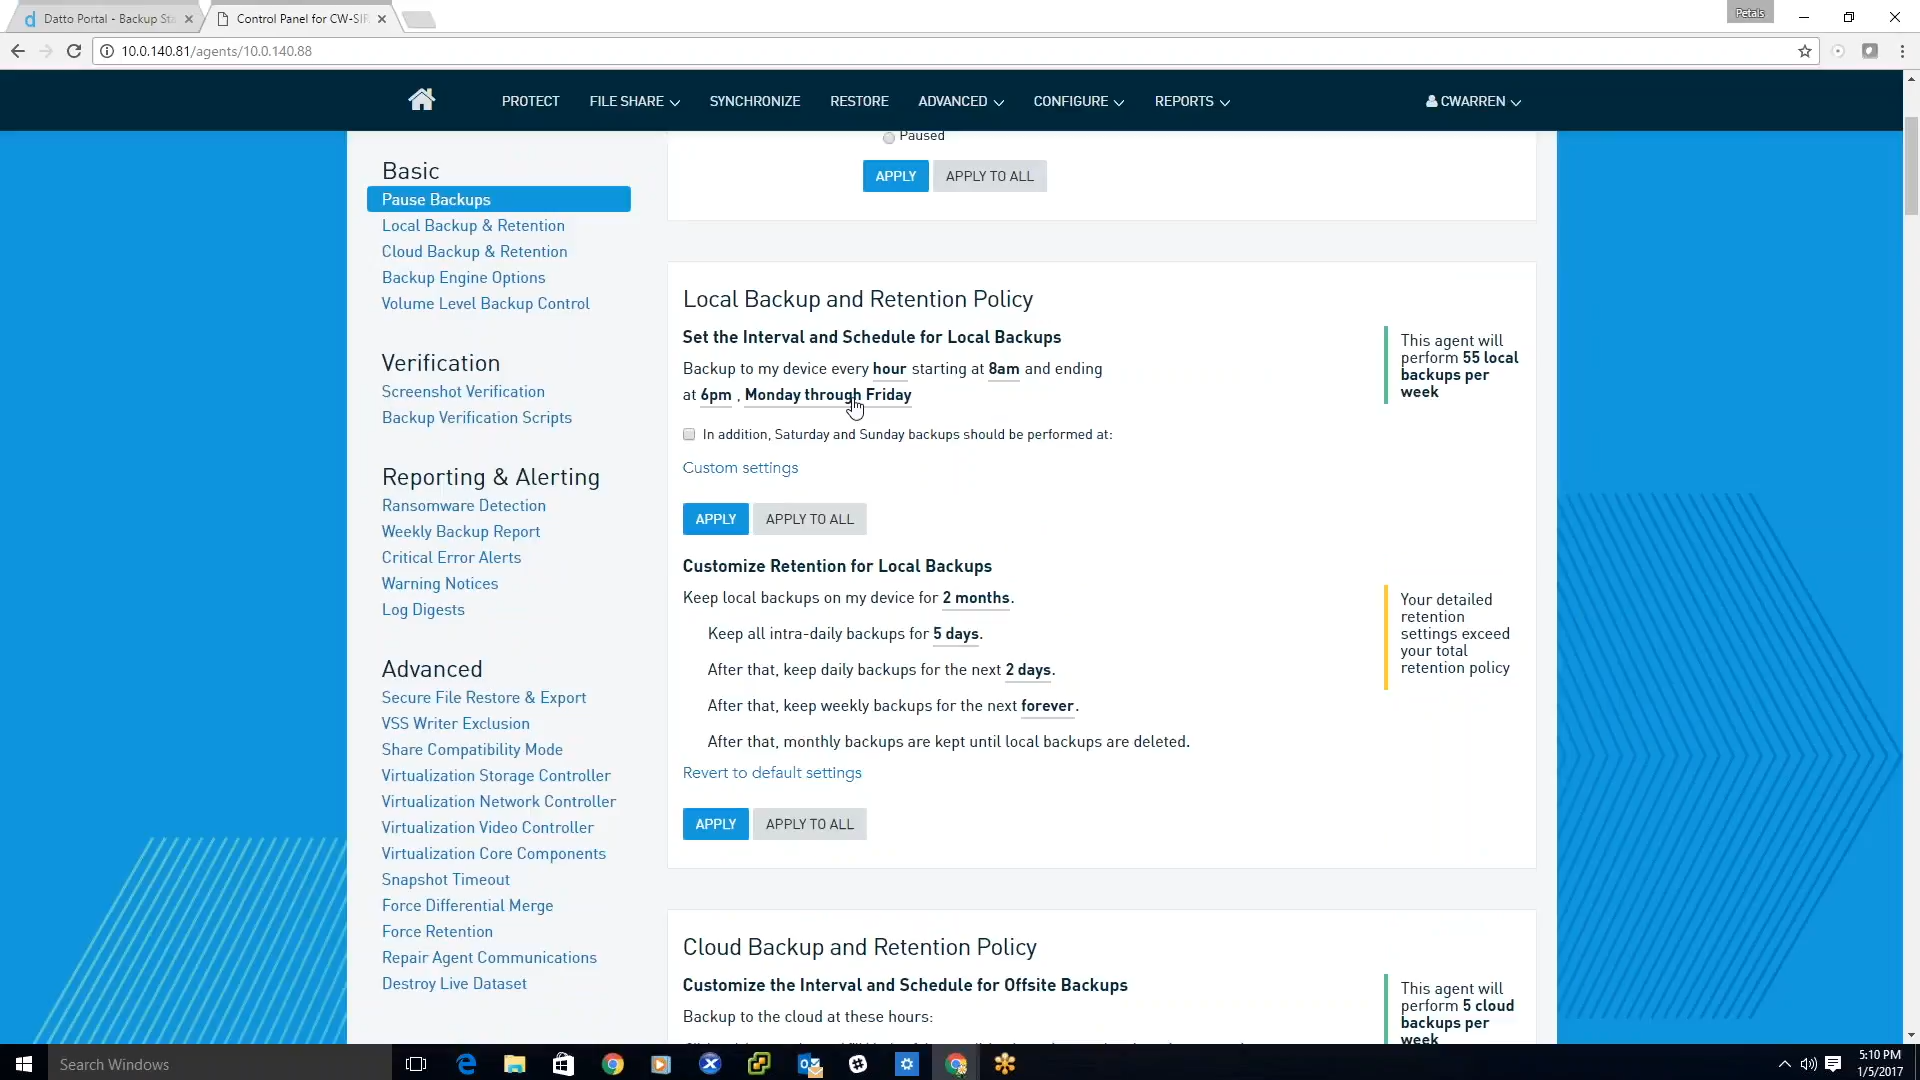 Datto Portal - Backup Sta
Control Panel for CW-SIR
Petals
10.0.140.81/agents/10.0.140.88
PROTECT FILE SHARE SYNCHRONIZE RESTORE ADVANCED CONFIGURE REPORTS CWARREN
Basic
Pause Backups
Local Backup & Retention
Cloud Backup & Retention
Backup Engine Options
Volume Level Backup Control
Verification
Screenshot Verification
Backup Verification Scripts
Reporting & Alerting
Ransomware Detection
Weekly Backup Report
Critical Error Alerts
Warning Notices
Log Digests
Advanced
Secure File Restore & Export
VSS Writer Exclusion
Share Compatibility Mode
Virtualization Storage Controller
Virtualization Network Controller
Virtualization Video Controller
Virtualization Core Components
Snapshot Timeout
Force Differential Merge
Force Retention
Repair Agent Communications
Destroy Live Dataset
Paused
APPLY APPLY TO ALL
Local Backup and Retention Policy
Set the Interval and Schedule for Local Backups
Backup to my device every hour starting at 8am and ending
at 6pm , Monday through Friday
In addition, Saturday and Sunday backups should be performed at:
Custom settings
APPLY APPLY TO ALL
This agent will
perform 55 local
backups per
week
Customize Retention for Local Backups
Keep local backups on my device for 2 months.
Keep all intra-daily backups for 5 days.
After that, keep daily backups for the next 2 days.
After that, keep weekly backups for the next forever.
After that, monthly backups are kept until local backups are deleted.
Revert to default settings
APPLY APPLY TO ALL
Your detailed
retention
settings exceed
your total
retention policy
Cloud Backup and Retention Policy
Customize the Interval and Schedule for Offsite Backups
Backup to the cloud at these hours:
This agent will
perform 5 cloud
backups per
week
Search Windows
5:10 PM
1/5/2017